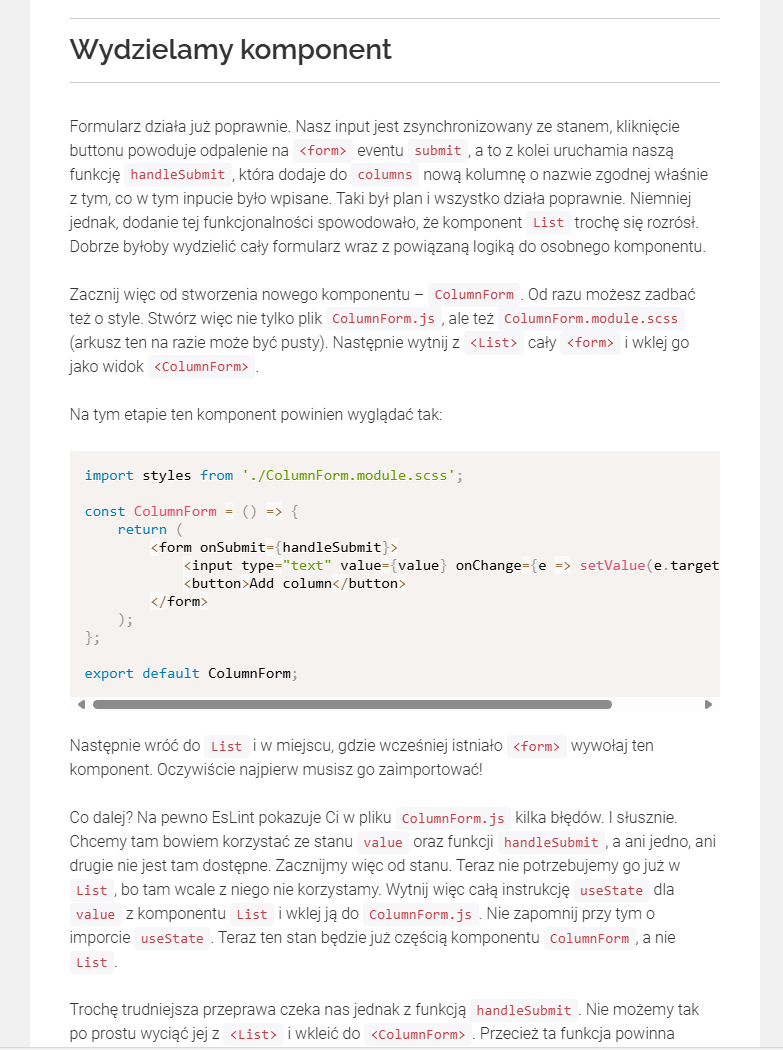 Wydzielamy komponent
Formularz działa już poprawnie. Nasz input jest zsynchronizowany ze stanem, kliknięcie
buttonu powoduje odpalenie na <form> eventu submit , a to z kolei uruchamia naszą
funkcję handleSubmit , która dodaje do columns nową kolumnę o nazwie zgodnej właśnie
z tym, co w tym inpucie było wpisane. Taki był plan i wszystko działa poprawnie. Niemniej
jednak, dodanie tej funkcjonalności spowodowało, że komponent List trochę się rozrósł.
Dobrze byłoby wydzielić cały formularz wraz z powiązaną logiką do osobnego komponentu.
Zacznij więc od stworzenia nowego komponentu – ColumnForm . Od razu możesz zadbać
też o style. Stwórz więc nie tylko plik ColumnForm.js , ale też ColumnForm.module.scss
(arkusz ten na razie może być pusty). Następnie wytnij z <List> cały <form> i wklej go
jako widok <ColumnForm> .
Na tym etapie ten komponent powinien wyglądać tak:
import styles from './ColumnForm.module.scss';
const ColumnForm = () => {
return (
<form onSubmit={handleSubmit}>
<input type="text" value={value} onChange={e => setValue(e.target
<button>Add column</button>
</form>
);
};
export default ColumnForm;
Następnie wróć do List i w miejscu, gdzie wcześniej istniało <form> wywołaj ten
komponent. Oczywiście najpierw musisz go zaimportować!
Co dalej? Na pewno EsLint pokazuje Ci w pliku ColumnForm.js kilka błędów. I słusznie.
Chcemy tam bowiem korzystać ze stanu value oraz funkcji handleSubmit , a ani jedno, ani
drugie nie jest tam dostępne. Zacznijmy więc od stanu. Teraz nie potrzebujemy go już w
List , bo tam wcale z niego nie korzystamy. Wytnij więc całą instrukcję useState dla
value z komponentu List i wklej ją do ColumnForm.js . Nie zapomnij przy tym o
imporcie useState . Teraz ten stan będzie już częścią komponentu ColumnForm , a nie
List .
Trochę trudniejsza przeprawa czeka nas jednak z funkcją handleSubmit . Nie możemy tak
po prostu wyciąć jej z <List> i wkleić do <ColumnForm> . Przecież ta funkcja powinna